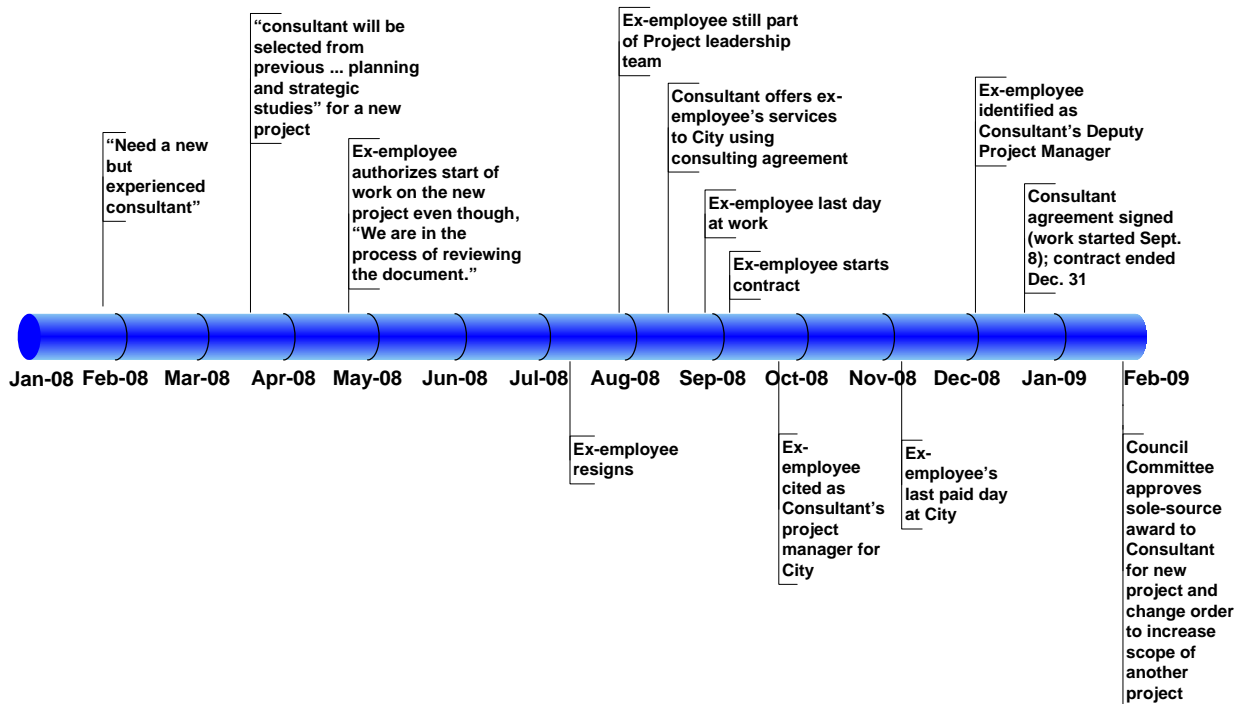 “Need a new
but
experienced
consultant”
“consultant will be
selected from
previous ... planning
and strategic
studies” for a new
project
Ex-employee
authorizes start of
work on the new
project even though,
“We are in the
process of reviewing
the document.”
Ex-employee still part
of Project leadership
team
Consultant offers ex-
employee’s services
to City using
consulting agreement
Ex-employee last day
at work
Ex-employee starts
contract
Ex-employee
identified as
Consultant’s Deputy
Project Manager
Consultant
agreement signed
(work started Sept.
8); contract ended
Dec. 31
Jan-08 Feb-08 Mar-08 Apr-08 May-08 Jun-08 Jul-08 Aug-08 Sep-08 Oct-08 Nov-08 Dec-08 Jan-09 Feb-09
Ex-employee
resigns
Ex-
employee
cited as
Consultant’s
project
manager for
City
Ex-
employee’s
last paid day
at City
Council
Committee
approves
sole-source
award to
Consultant
for new
project and
change order
to increase
scope of
another
project